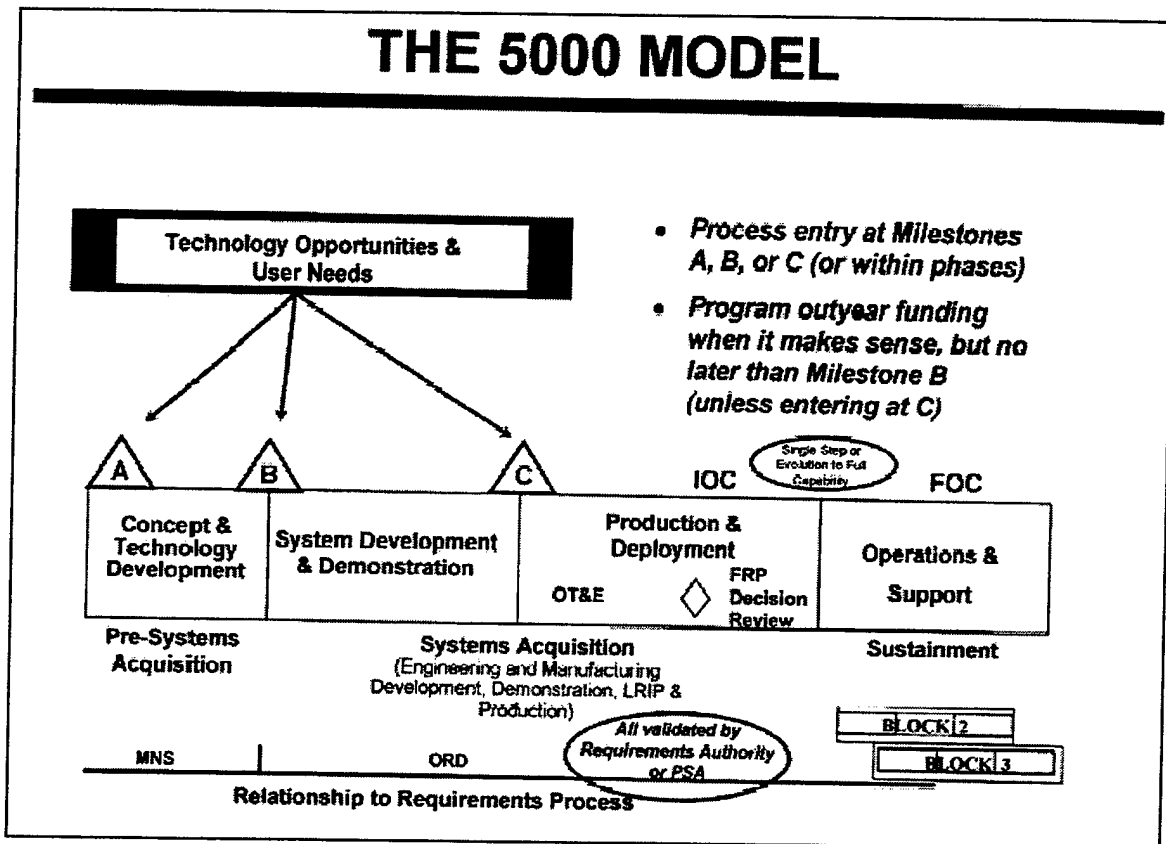 THE 5000 MODEL
Technology Opportunities &
User Needs
• Process entry at Milestones
A, B, or C (or within phases)
• Program outyear funding
when it makes sense, but no
later than Milestone B
(unless entering at C)
A
B
C
IOC
Single Step or
Evolution to Full
Capability
FOC
Concept &
Technology
Development
System Development
& Demonstration
Production &
Deployment
OT&E
FRP
Decision
Review
Operations &
Support
Pre-Systems
Acquisition
Systems Acquisition
(Engineering and Manufacturing
Development, Demonstration, LRIP &
Production)
Sustainment
All validated by
Requirements Authority
or PSA
BLOCK 2
BLOCK 3
MNS
ORD
Relationship to Requirements Process